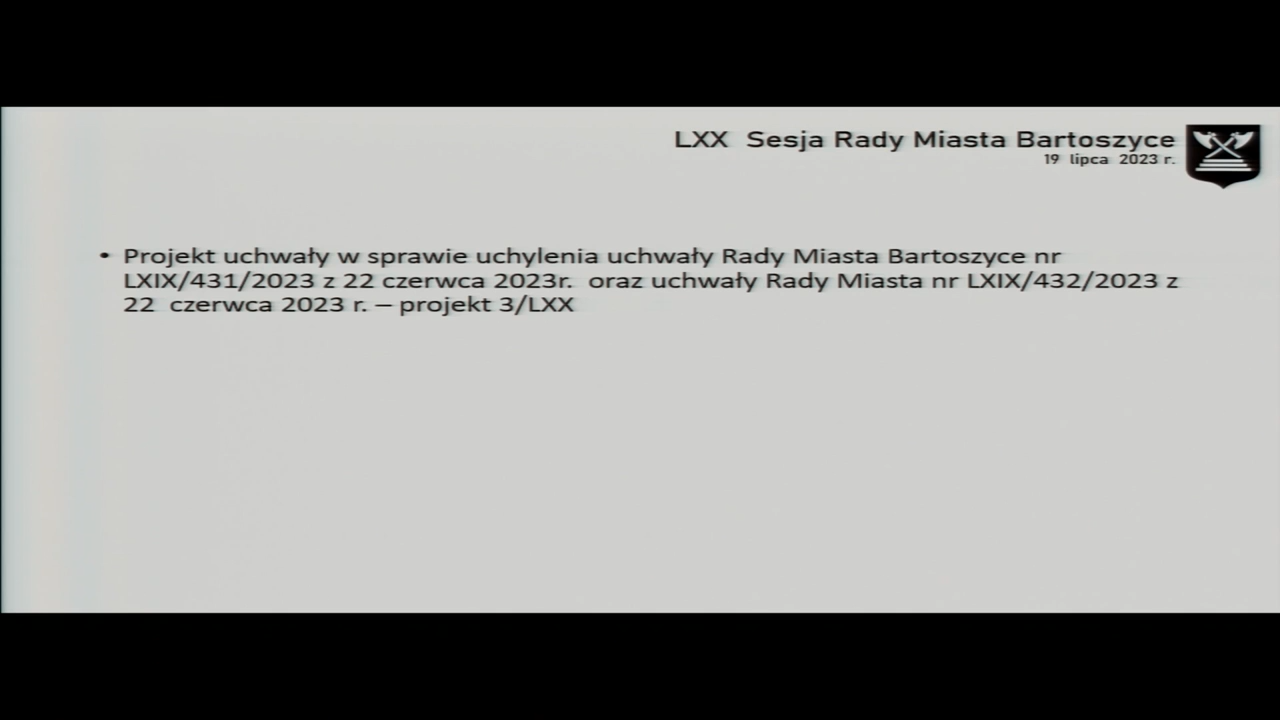 LXX Sesja Rady Miasta Bartoszyce
19 lipca 2023 r.
• Projekt uchwały w sprawie uchylenia uchwały Rady Miasta Bartoszyce nr
LXIX/431/2023 z 22 czerwca 2023r. oraz uchwały Rady Miasta nr LXIX/432/2023 z
22 czerwca 2023 r. – projekt 3/LXX